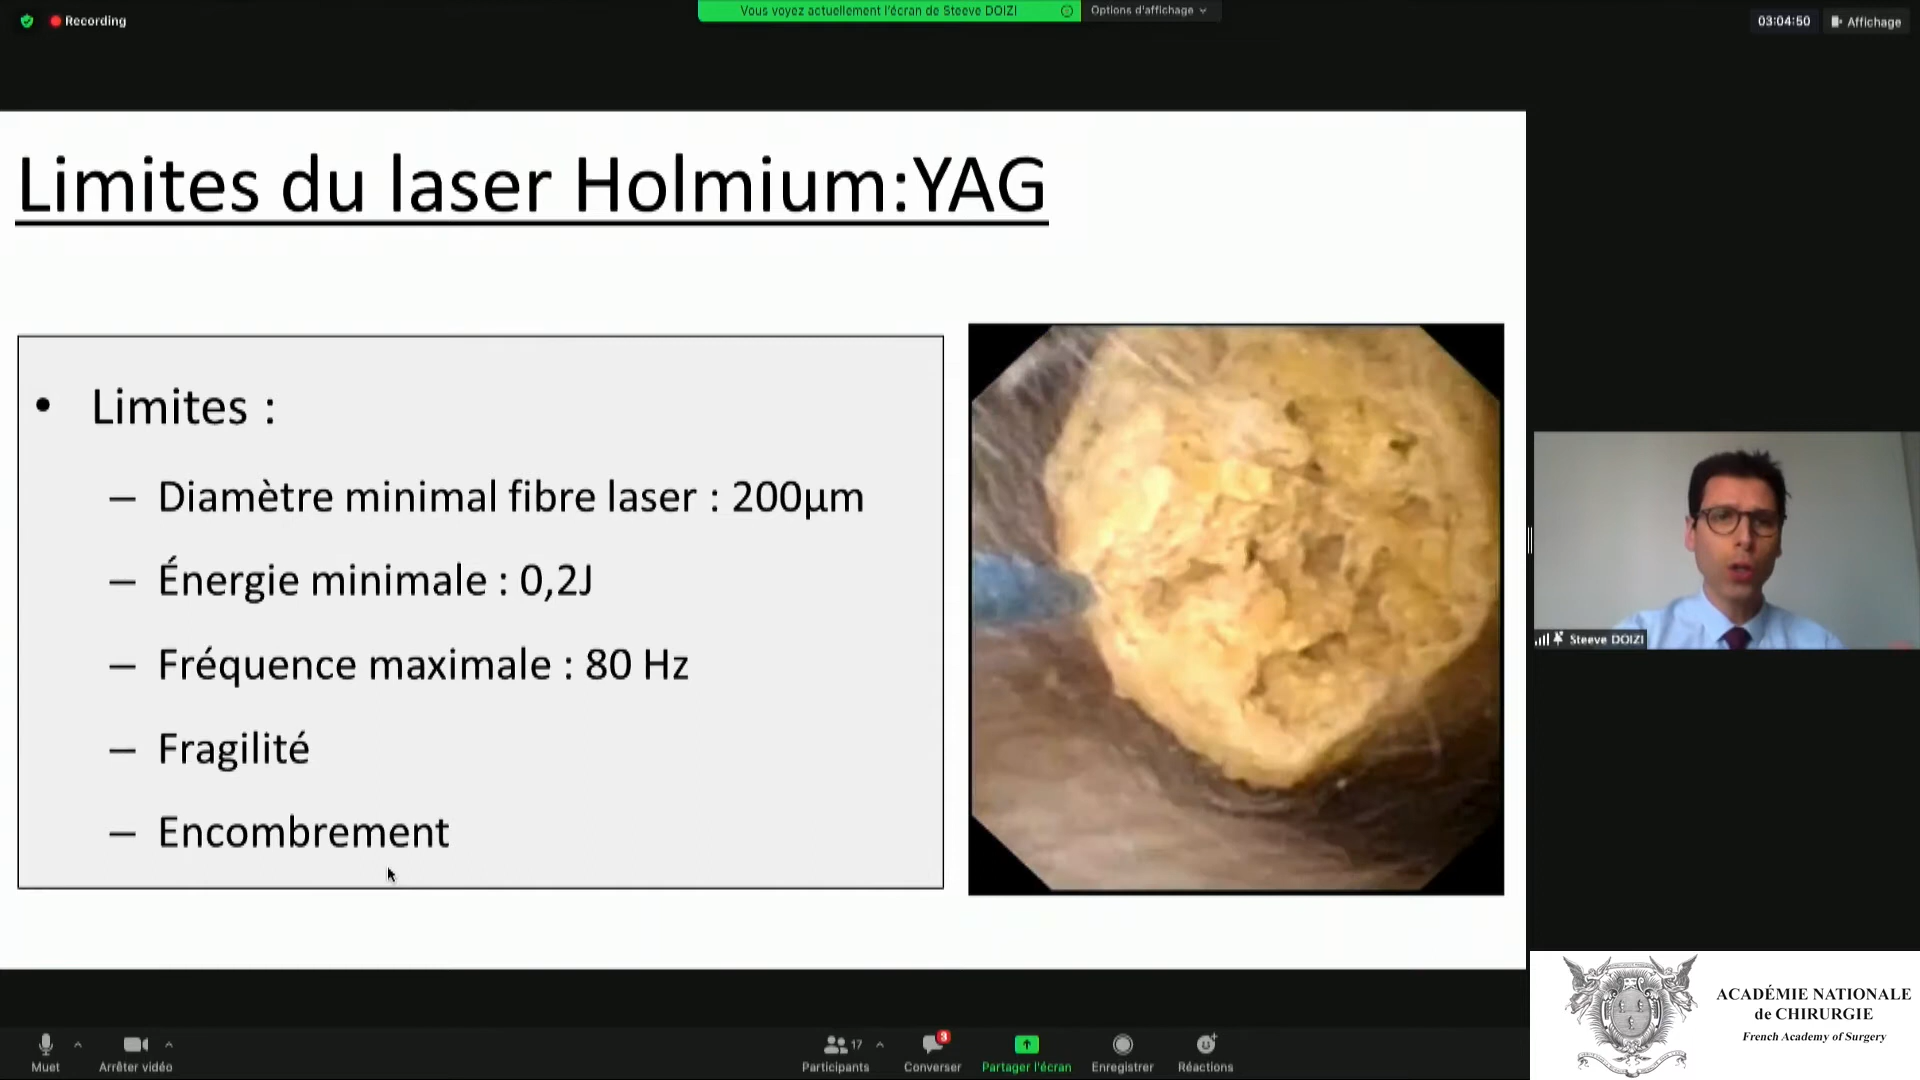 Recording
Vous voyez actuellement l'écran de Steeve DOIZI
Options d'affichage
03:04:50
Affichage
Limites du laser Holmium:YAG
• Limites :
– Diamètre minimal fibre laser : 200µm
– Énergie minimale : 0,2J
– Fréquence maximale : 80 Hz
– Fragilité
– Encombrement
Steeve DOIZI
ACADÉMIE NATIONALE
de CHIRURGIE
French Academy of Surgery
Muet
Arrêter vidéo
17
Participants
3
Converser
Partager l'écran
Enregistrer
Réactions